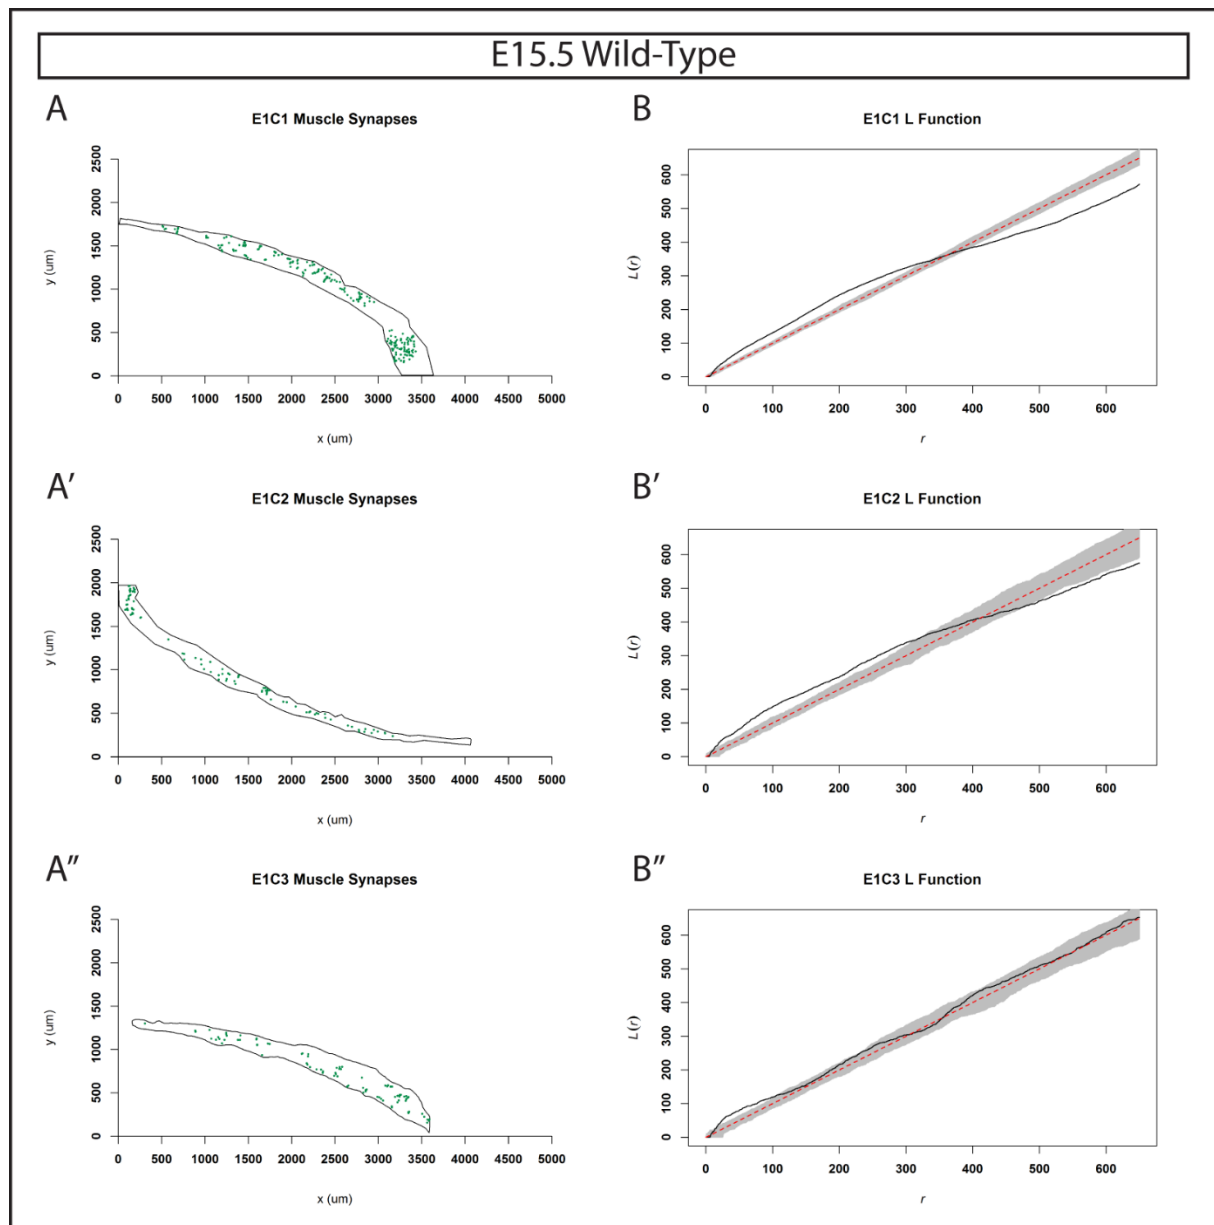 E15.5 Wild-Type
A
E1C1 Muscle Synapses
y (um)
2500
2000
1500
1000
500
0
0 500 1000 1500 2000 2500 3000 3500 4000 4500 5000
x (um)
B
E1C1 L Function
L(r)
600
500
400
300
200
100
0
0 100 200 300 400 500 600
r
A'
E1C2 Muscle Synapses
y (um)
2500
2000
1500
1000
500
0
0 500 1000 1500 2000 2500 3000 3500 4000 4500 5000
x (um)
B'
E1C2 L Function
L(r)
600
500
400
300
200
100
0
0 100 200 300 400 500 600
r
A"
E1C3 Muscle Synapses
y (um)
2500
2000
1500
1000
500
0
0 500 1000 1500 2000 2500 3000 3500 4000 4500 5000
x (um)
B"
E1C3 L Function
L(r)
600
500
400
300
200
100
0
0 100 200 300 400 500 600
r